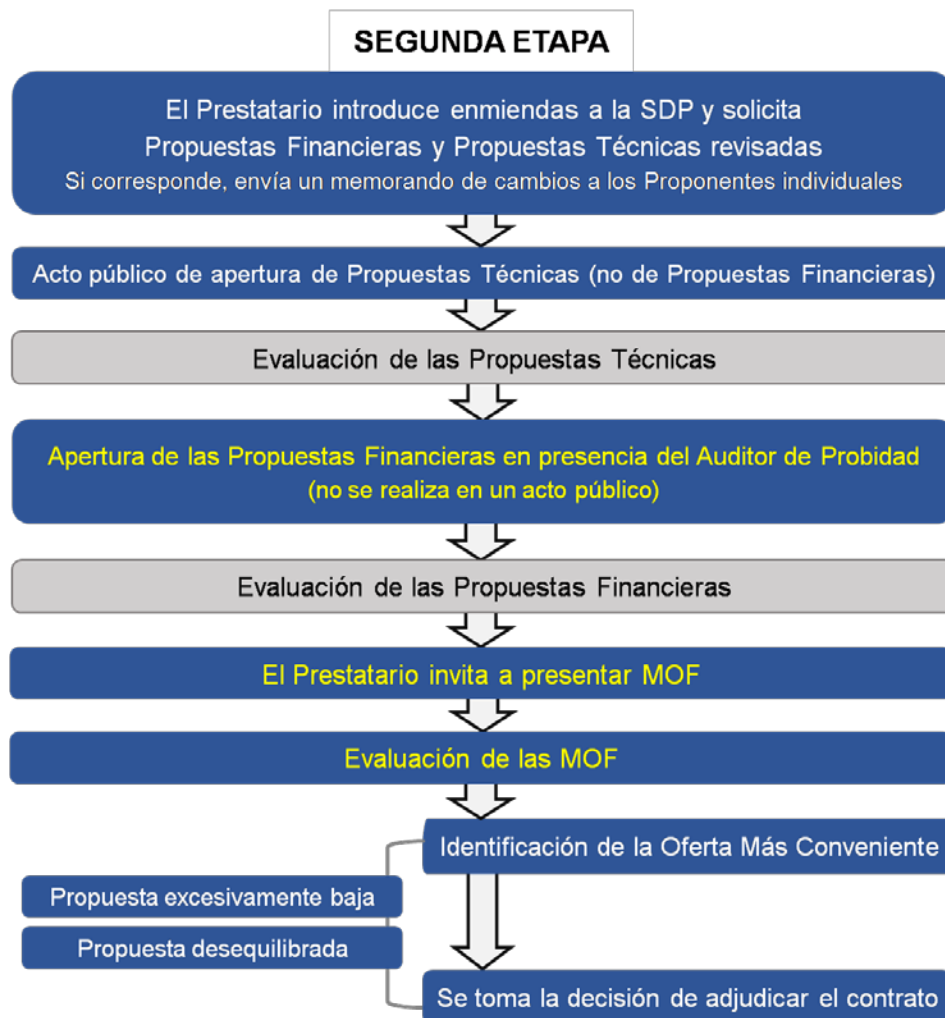 SEGUNDA ETAPA
El Prestatario introduce enmiendas a la SDP y solicita
Propuestas Financieras y Propuestas Técnicas revisadas
Si corresponde, envía un memorando de cambios a los Proponentes individuales
Acto público de apertura de Propuestas Técnicas (no de Propuestas Financieras)
Evaluación de las Propuestas Técnicas
Apertura de las Propuestas Financieras en presencia del Auditor de Probidad
(no se realiza en un acto público)
Evaluación de las Propuestas Financieras
El Prestatario invita a presentar MOF
Evaluación de las MOF
Identificación de la Oferta Más Conveniente
Propuesta excesivamente baja
Propuesta desequilibrada
Se toma la decisión de adjudicar el contrato